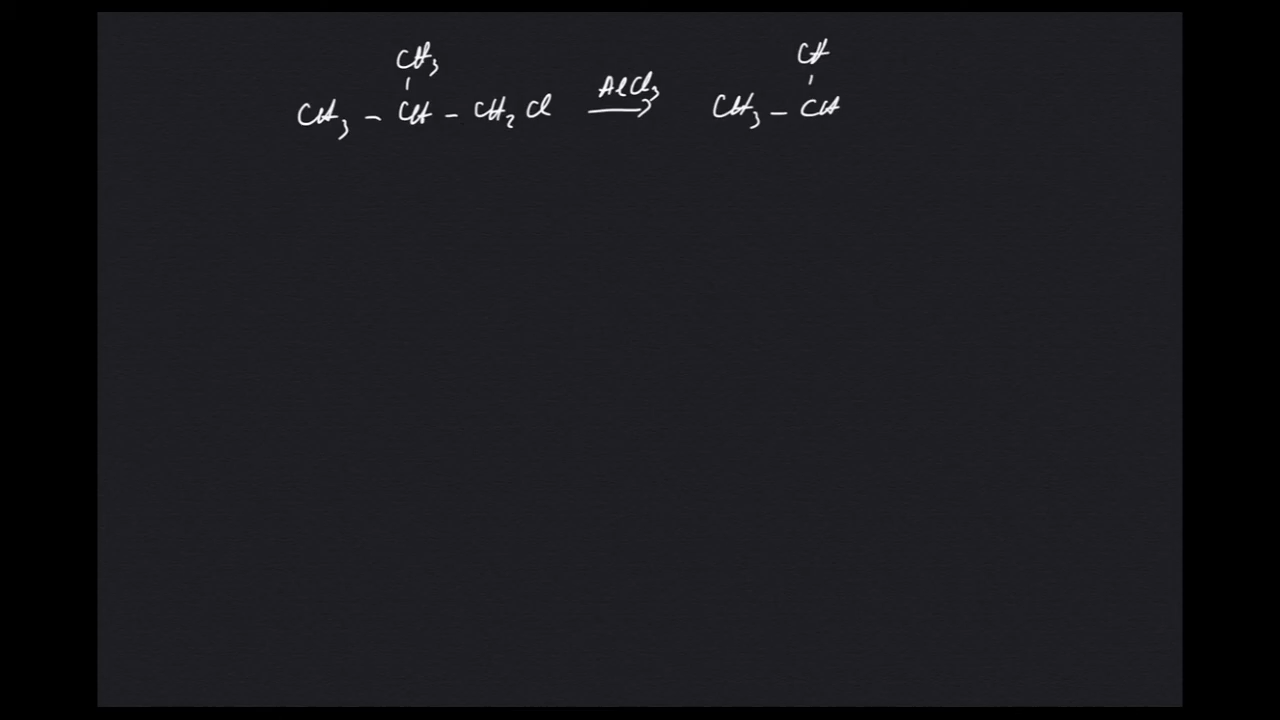 CH3 CH
CH3 - CH - CH2 Cl AlCl3 → CH3 - CH